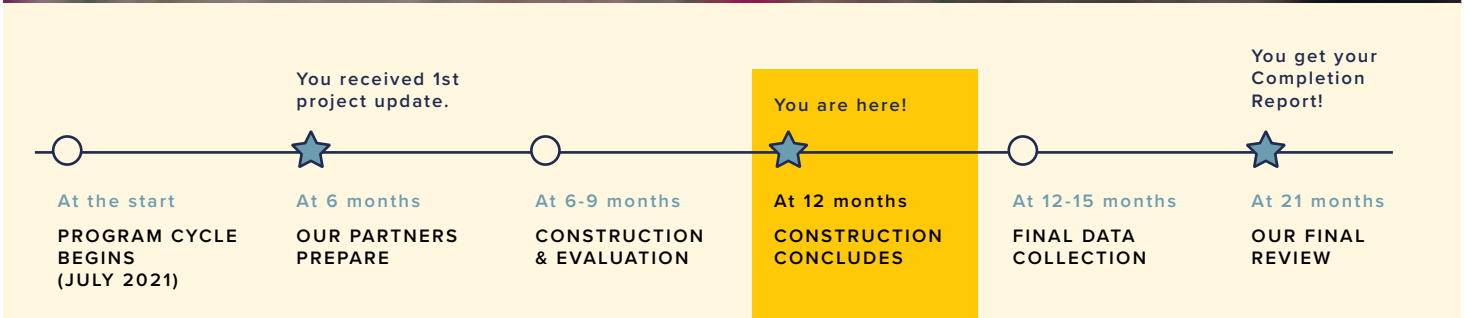 You received 1st
project update.
You are here!
You get your
Completion
Report!
At the start
PROGRAM CYCLE
BEGINS
(JULY 2021)
At 6 months
OUR PARTNERS
PREPARE
At 6-9 months
CONSTRUCTION
& EVALUATION
At 12 months
CONSTRUCTION
CONCLUDES
At 12-15 months
FINAL DATA
COLLECTION
At 21 months
OUR FINAL
REVIEW